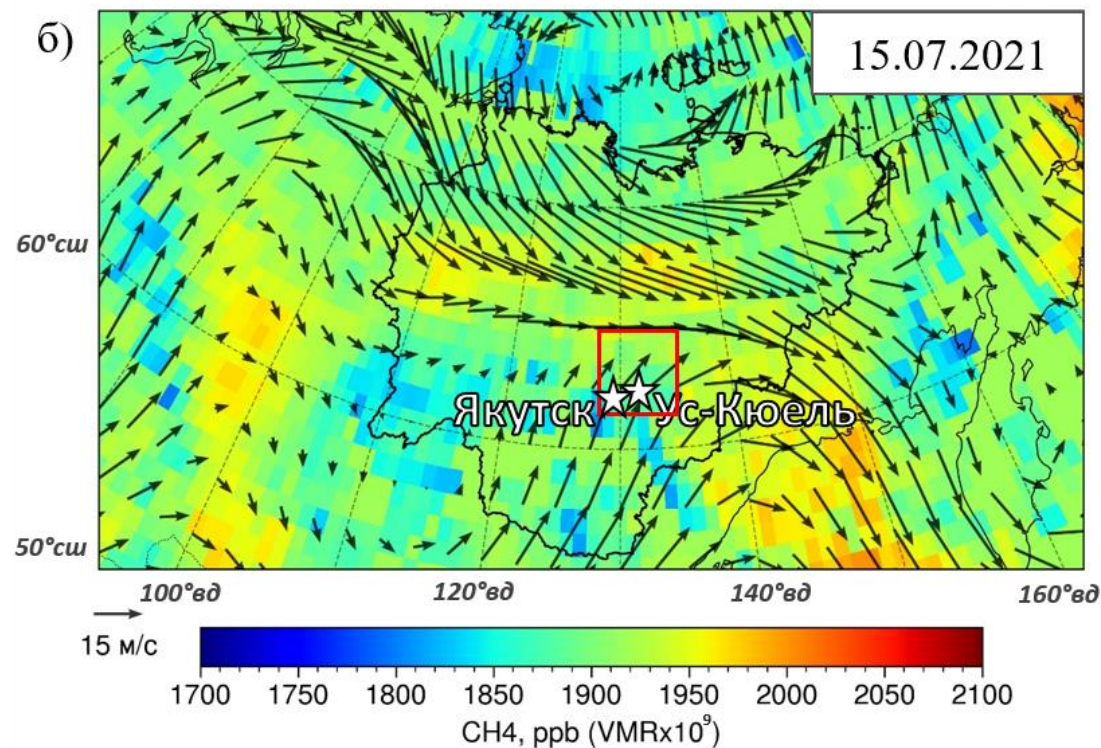 б)
15.07.2021
60°сш
Якутск
Ус-Кюель
50°сш
100°вд
120°вд
140°вд
160°вд
15 м/с
1700
1750
1800
1850
1900
1950
2000
2050
2100
CH4, ppb (VMRx10⁹)